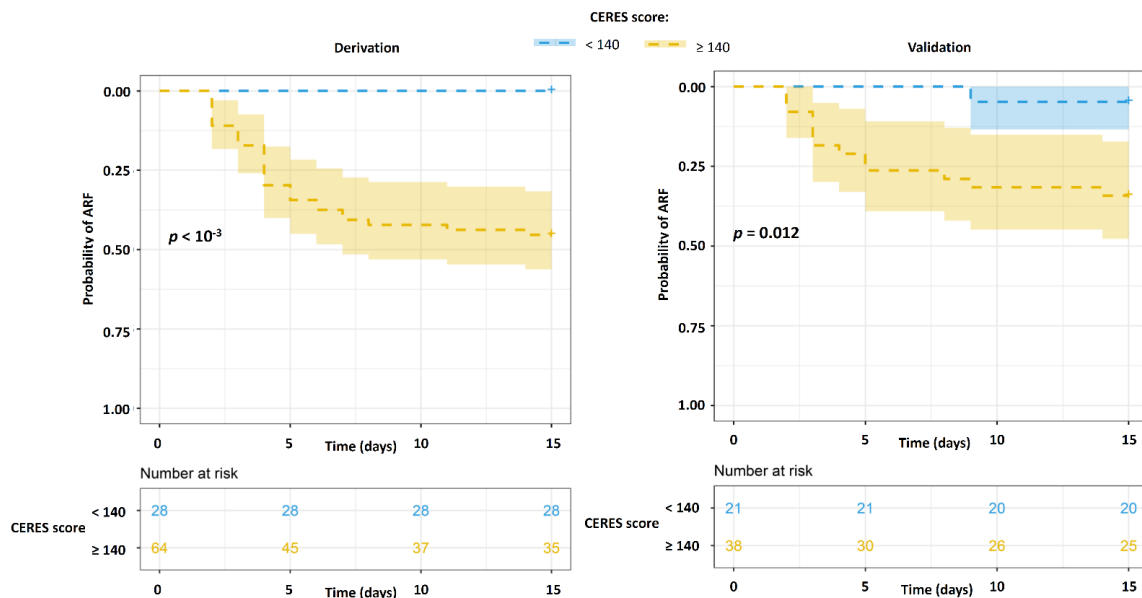 CERES score:
< 140
≥ 140
Derivation
Validation
Probability of ARF
0.00
0.25
0.50
0.75
1.00
p < 10-3
0 5 10 15
Time (days)
Number at risk
CERES score
< 140 28 28 28 28
≥ 140 64 45 37 35
0 5 10 15
Time (days)
Probability of ARF
0.00
0.25
0.50
0.75
1.00
p = 0.012
0 5 10 15
Time (days)
Number at risk
CERES score
< 140 21 21 20 20
≥ 140 38 30 26 25
0 5 10 15
Time (days)